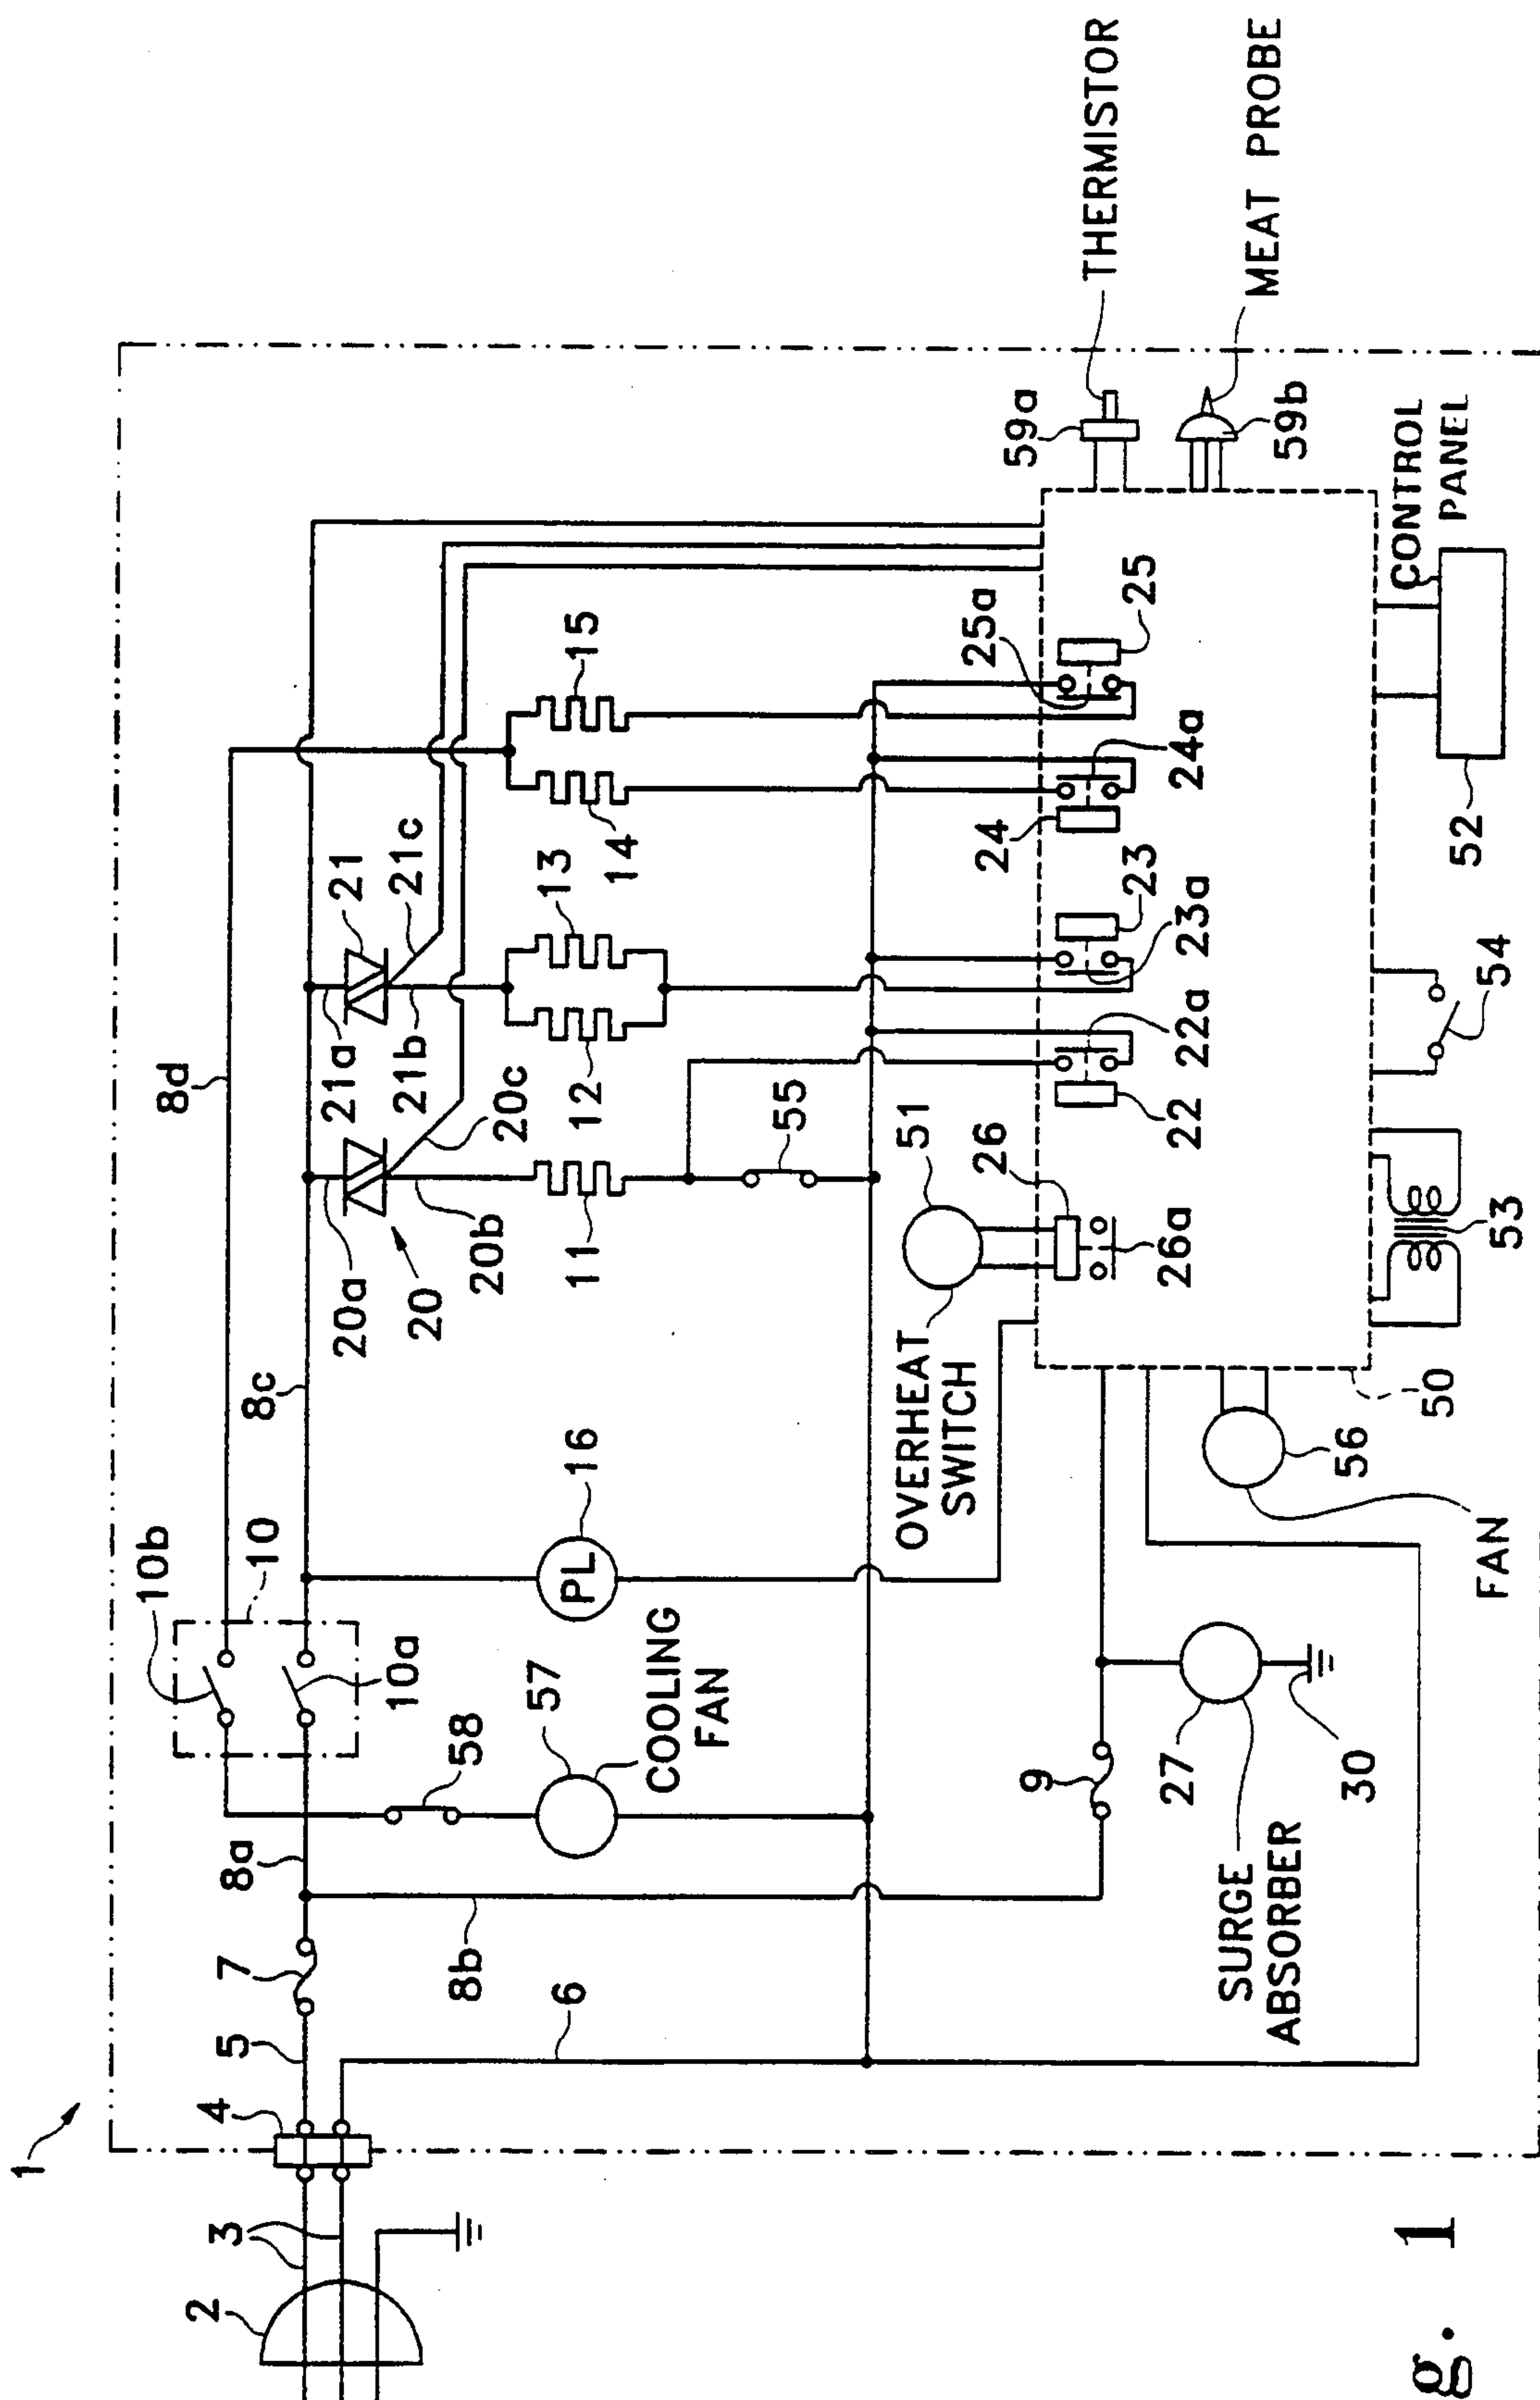 1
2
3
4
5
6
7
8a
8b
10b
10
10a
8c
8d
58
57
COOLING
FAN
16
PL
20a
20
20b
20c
21a
21
21b
21c
11
12
13
14
15
55
51
OVERHEAT
SWITCH
26
26a
22
22a
23
23a
24
24a
25
25a
9
27
SURGE
ABSORBER
30
56
FAN
50
53
54
52
CONTROL
PANEL
59a
THERMISTOR
59b
MEAT PROBE
g. 1